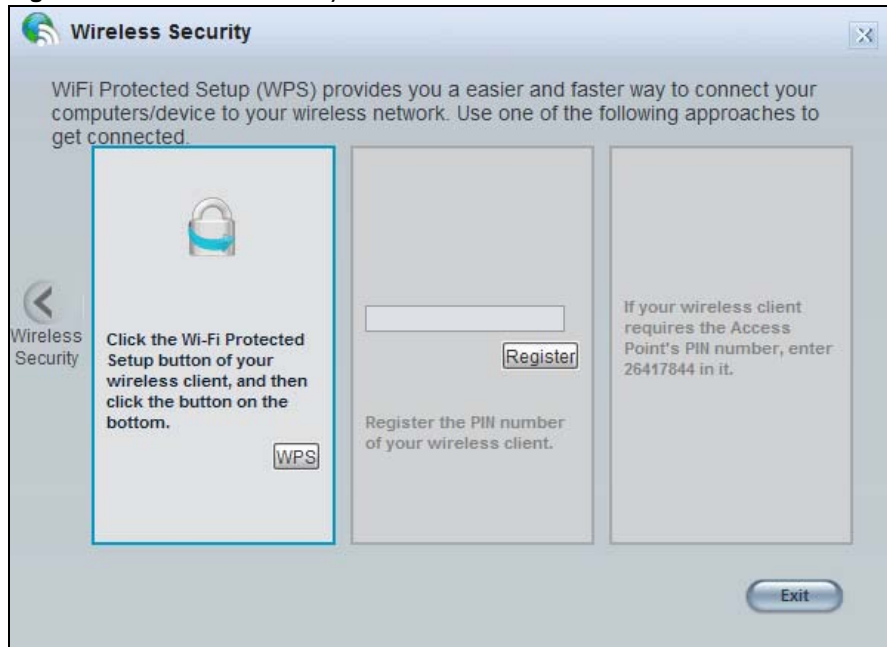 Wireless Security
WiFi Protected Setup (WPS) provides you a easier and faster way to connect your
computers/device to your wireless network. Use one of the following approaches to
get connected.
Wireless
Security
Click the Wi-Fi Protected
Setup button of your
wireless client, and then
click the button on the
bottom.
WPS
Register
Register the PIN number
of your wireless client.
If your wireless client
requires the Access
Point's PIN number, enter
26417844 in it.
Exit